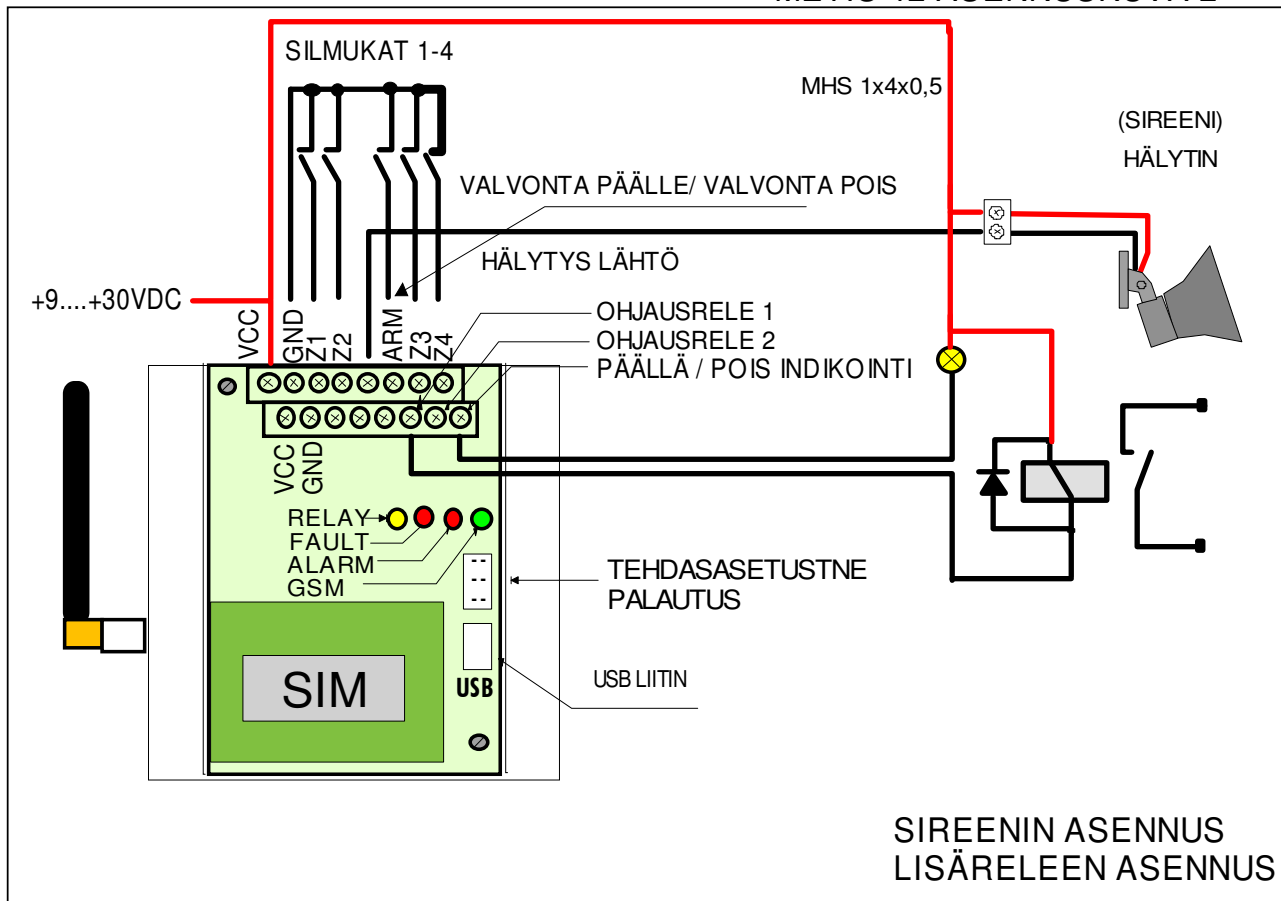 SILMUKAT 1-4
MHS 1x4x0,5
(SIREENI)
HÄLYTIN
VALVONTA PÄÄLLE/ VALVONTA POIS
HÄLYTYS LÄHTÖ
+9....+30VDC
VCC
GND
Z1
Z2
ARM
Z3
Z4
OHJAUSRELE 1
OHJAUSRELE 2
PÄÄLLÄ / POIS INDIKOINTI
VCC
GND
RELAY
FAULT
ALARM
GSM
TEHDASASETUSTNE
PALAUTUS
SIM
USB
USB LIITIN
SIREENIN ASENNUS
LISÄRELEEN ASENNUS